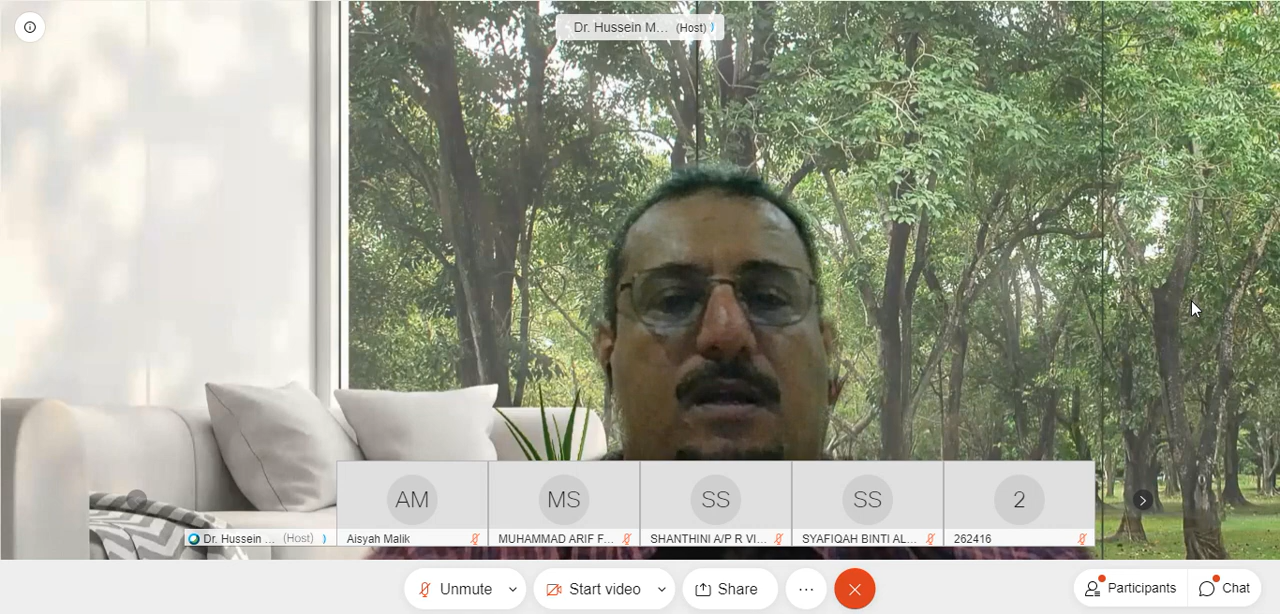 Dr. Hussein M... (Host)
AM
MS
SS
SS
2
Dr. Hussein ... (Host)
Aisyah Malik
MUHAMMAD ARIF F...
SHANTHINI A/P R VI...
SYAFIQAH BINTI AL...
262416
Unmute
Start video
Share
Participants
Chat